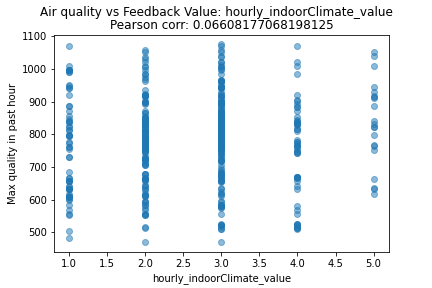 Air quality vs Feedback Value: hourly_indoorClimate_value
Pearson corr: 0.06608177068198125
Max quality in past hour
1100
1000
900
800
700
600
500
1.0 1.5 2.0 2.5 3.0 3.5 4.0 4.5 5.0
hourly_indoorClimate_value